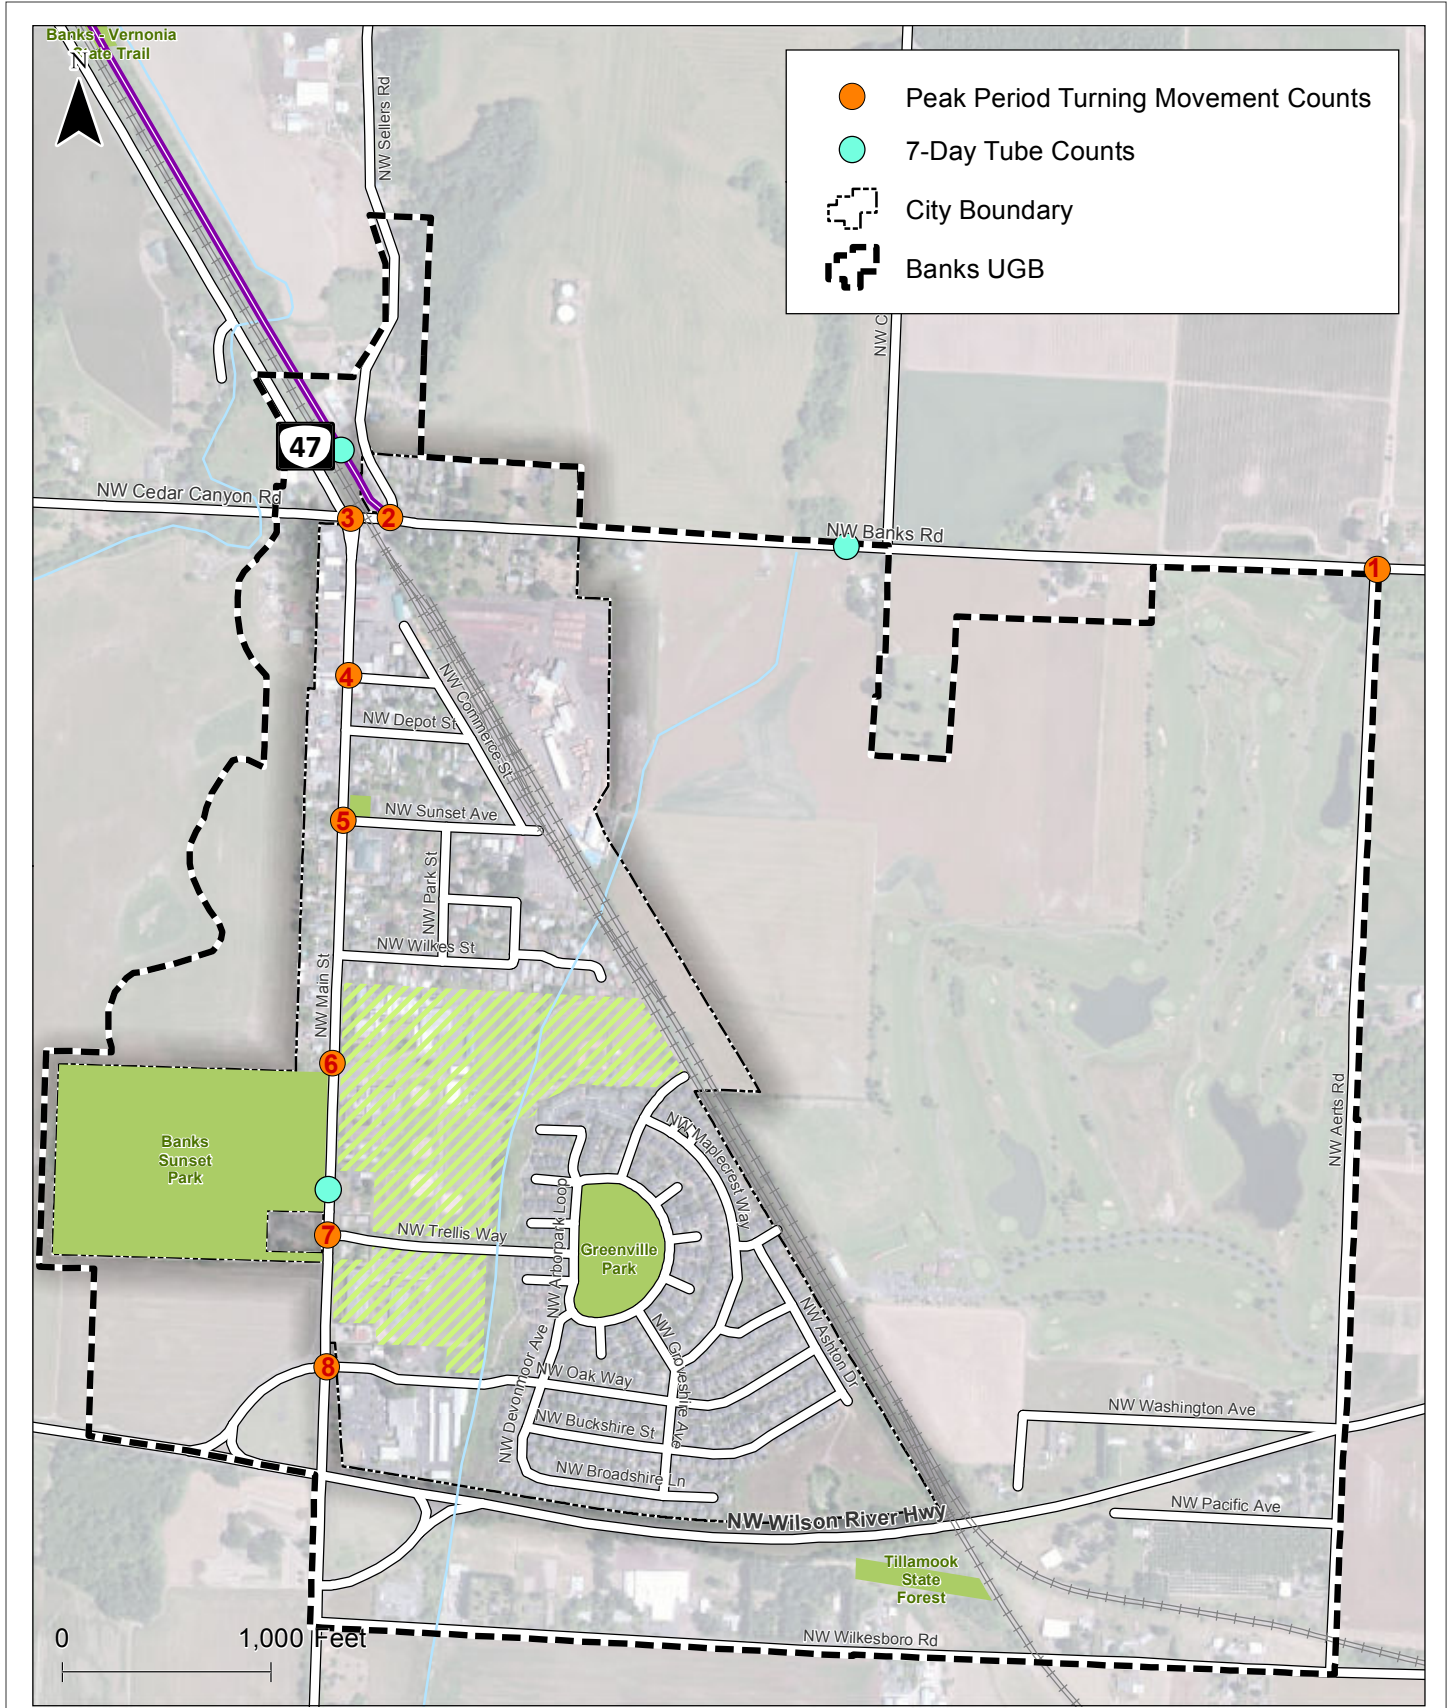 Banks - Vernonia
State Trail
N
NW Sellers Rd
Peak Period Turning Movement Counts
7-Day Tube Counts
City Boundary
Banks UGB
NW C
47
NW Cedar Canyon Rd
3
2
NW Banks Rd
1
4
NW Commerce St
NW Depot St
5
NW Sunset Ave
NW Park St
NW Wilkes St
NW Main St
6
Banks
Sunset
Park
NW Maplecrest Way
NW Aerts Rd
7
NW Trellis Way
NW Arborpark Loop
Greenville
Park
NW Ashton Dr
NW Groveshire Ave
NW Devonmoor Ave
8
NW Oak Way
NW Buckshire St
NW Broadshire Ln
NW Washington Ave
NW Pacific Ave
NW Wilson River Hwy
Tillamook
State
Forest
NW Wilkesboro Rd
0 1,000 Feet